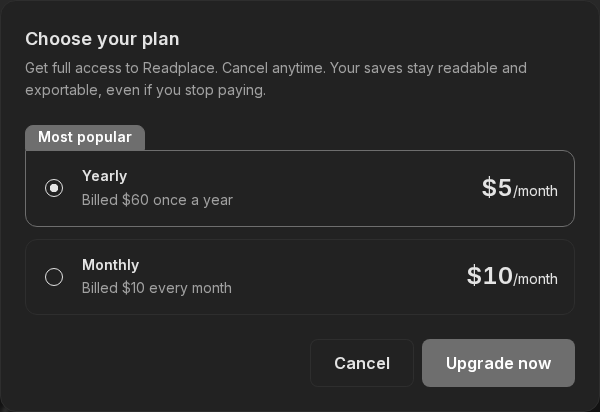 Choose your plan
Get full access to Readplace. Cancel anytime. Your saves stay readable and
exportable, even if you stop paying.
Most popular
Yearly
Billed $60 once a year
$5/month
Monthly
Billed $10 every month
$10/month
Cancel
Upgrade now